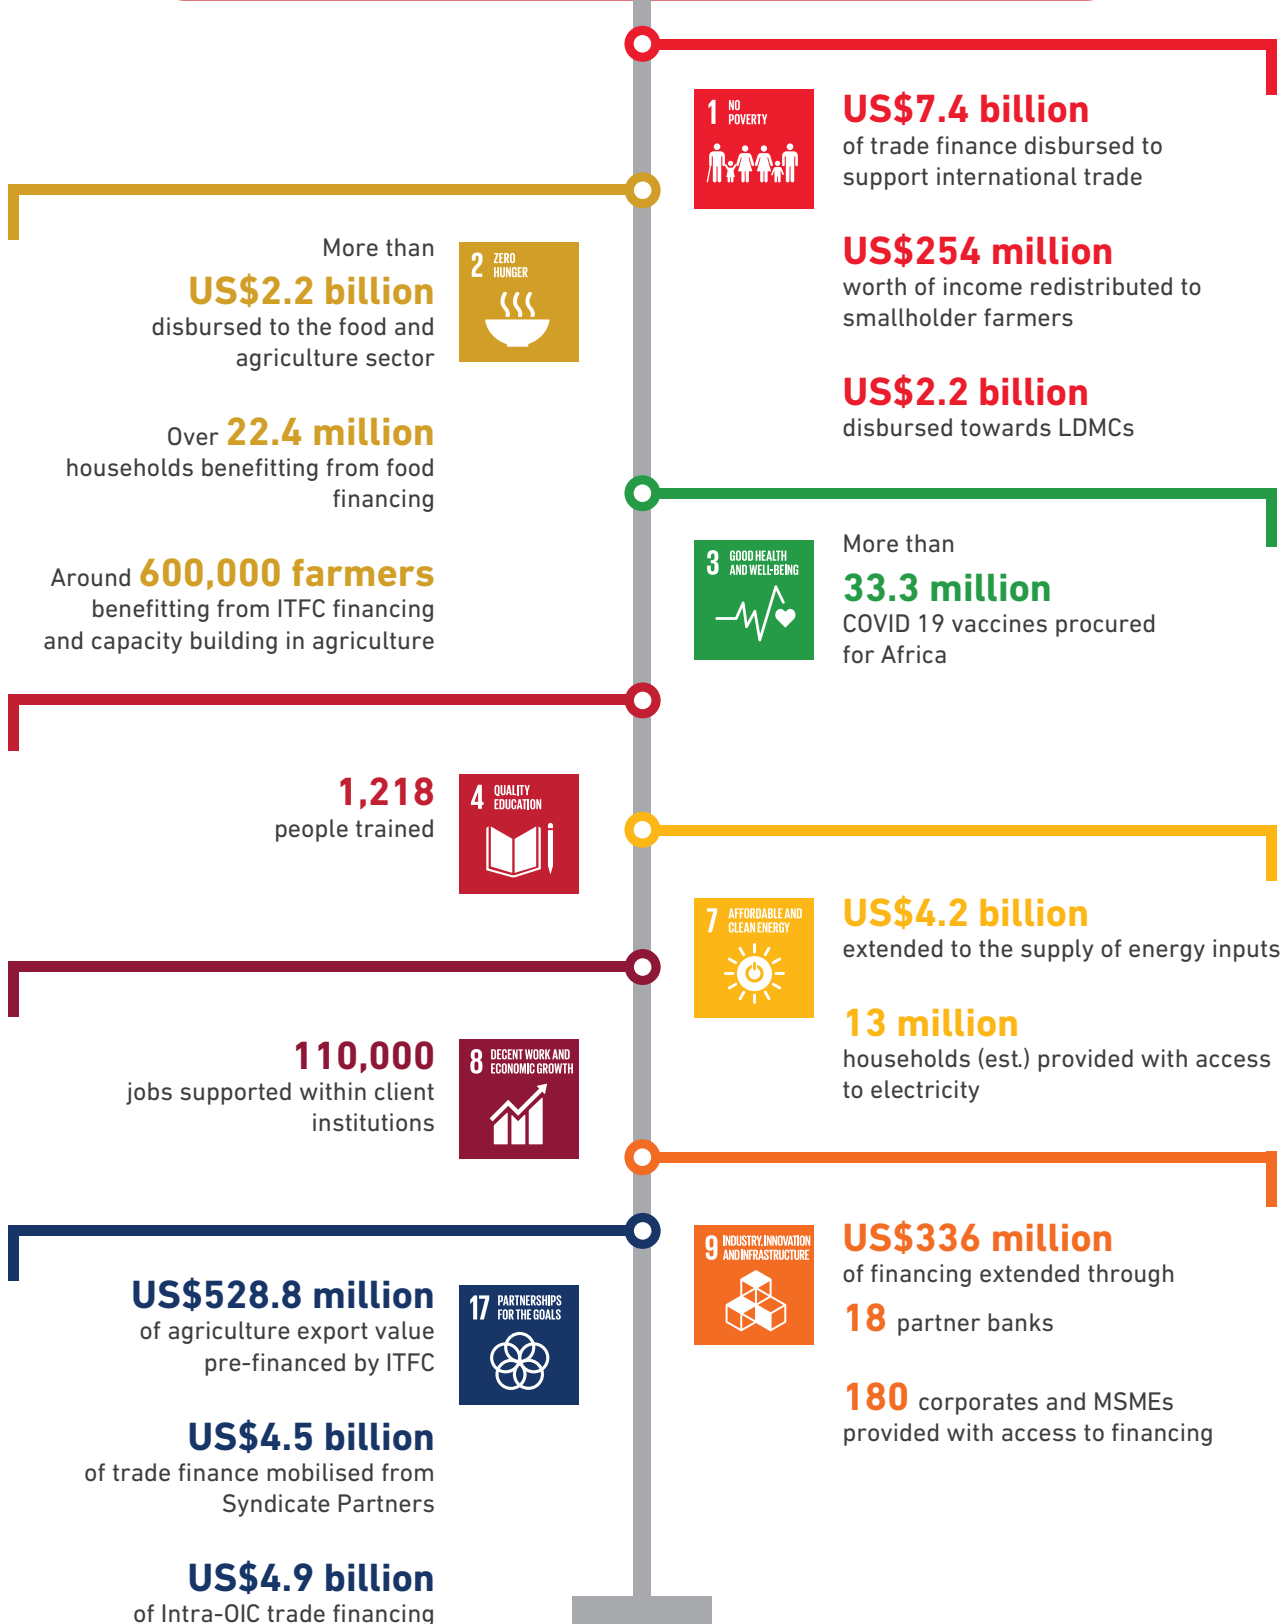 1 NO
POVERTY
US$7.4 billion
of trade finance disbursed to
support international trade
US$254 million
worth of income redistributed to
smallholder farmers
US$2.2 billion
disbursed towards LDMCs
2 ZERO
HUNGER
More than
US$2.2 billion
disbursed to the food and
agriculture sector
Over 22.4 million
households benefitting from food
financing
Around 600,000 farmers
benefitting from ITFC financing
and capacity building in agriculture
3 GOOD HEALTH
AND WELL-BEING
More than
33.3 million
COVID 19 vaccines procured
for Africa
4 QUALITY
EDUCATION
1,218
people trained
7 AFFORDABLE AND
CLEAN ENERGY
US$4.2 billion
extended to the supply of energy inputs
13 million
households (est.) provided with access
to electricity
8 DECENT WORK AND
ECONOMIC GROWTH
110,000
jobs supported within client
institutions
9 INDUSTRY, INNOVATION
AND INFRASTRUCTURE
US$336 million
of financing extended through
18 partner banks
180 corporates and MSMEs
provided with access to financing
17 PARTNERSHIPS
FOR THE GOALS
US$528.8 million
of agriculture export value
pre-financed by ITFC
US$4.5 billion
of trade finance mobilised from
Syndicate Partners
US$4.9 billion
of Intra-OIC trade financing